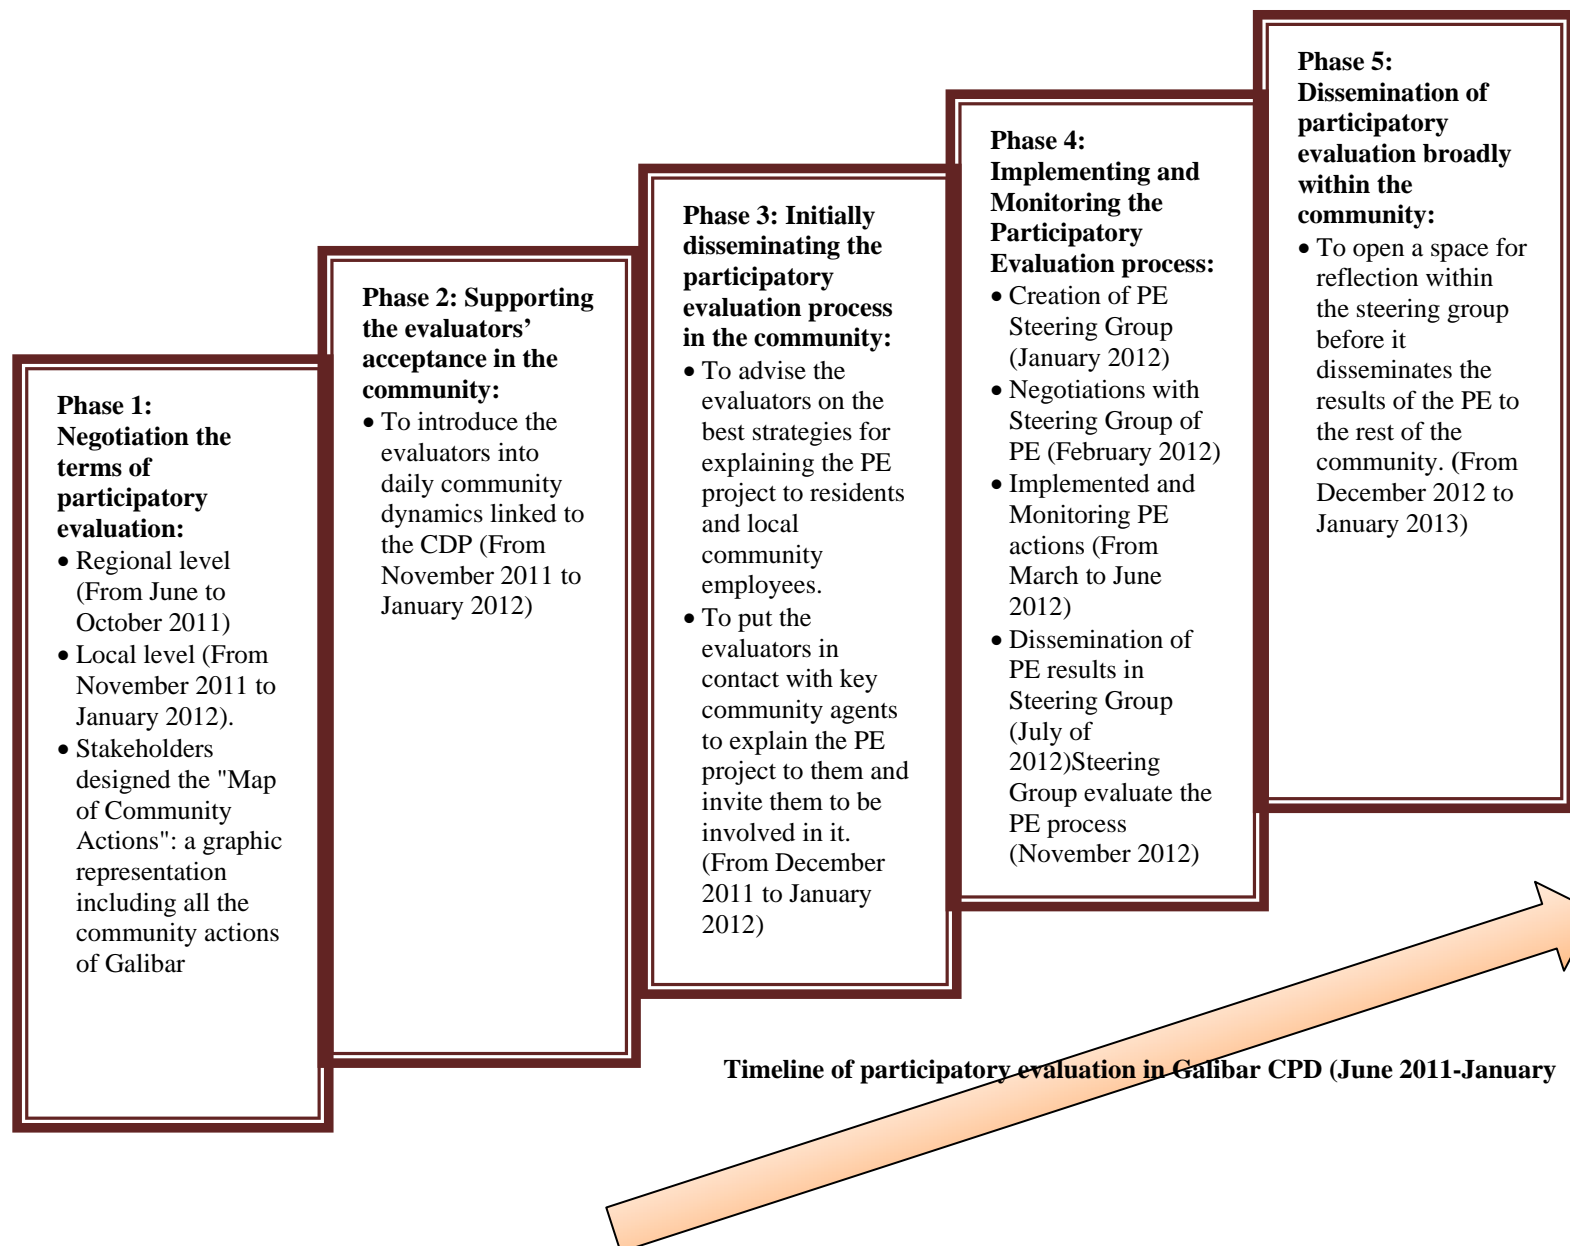 Phase 1:
Negotiation the
terms of
participatory
evaluation:
• Regional level
(From June to
October 2011)
• Local level (From
November 2011 to
January 2012).
• Stakeholders
designed the "Map
of Community
Actions": a graphic
representation
including all the
community actions
of Galibar
Phase 2: Supporting
the evaluators’
acceptance in the
community:
• To introduce the
evaluators into
daily community
dynamics linked to
the CDP (From
November 2011 to
January 2012)
Phase 3: Initially
disseminating the
participatory
evaluation process
in the community:
• To advise the
evaluators on the
best strategies for
explaining the PE
project to residents
and local
community
employees.
• To put the
evaluators in
contact with key
community agents
to explain the PE
project to them and
invite them to be
involved in it.
(From December
2011 to January
2012)
Phase 4:
Implementing and
Monitoring the
Participatory
Evaluation process:
• Creation of PE
Steering Group
(January 2012)
• Negotiations with
Steering Group of
PE (February 2012)
• Implemented and
Monitoring PE
actions (From
March to June
2012)
• Dissemination of
PE results in
Steering Group
(July of
2012)Steering
Group evaluate the
PE process
(November 2012)
Phase 5:
Dissemination of
participatory
evaluation broadly
within the
community:
• To open a space for
reflection within
the steering group
before it
disseminates the
results of the PE to
the rest of the
community. (From
December 2012 to
January 2013)
Timeline of participatory evaluation in Galibar CPD (June 2011-January